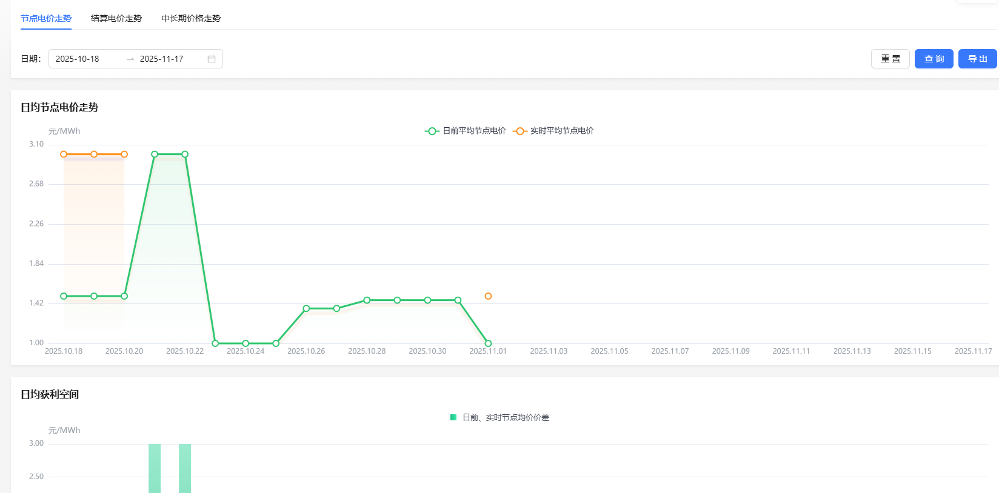 节点电价走势 结算电价走势 中长期价格走势
日期： 2025-10-18 → 2025-11-17 重 置 查 询 导 出
日均节点电价走势
元/MWh 日前平均节点电价 实时平均节点电价
3.10
2.68
2.26
1.84
1.42
1.00
2025.10.18 2025.10.20 2025.10.22 2025.10.24 2025.10.26 2025.10.28 2025.10.30 2025.11.01 2025.11.03 2025.11.05 2025.11.07 2025.11.09 2025.11.11 2025.11.13 2025.11.15 2025.11.17
日均获利空间
日前、实时节点均价价差
元/MWh
3.00
2.50